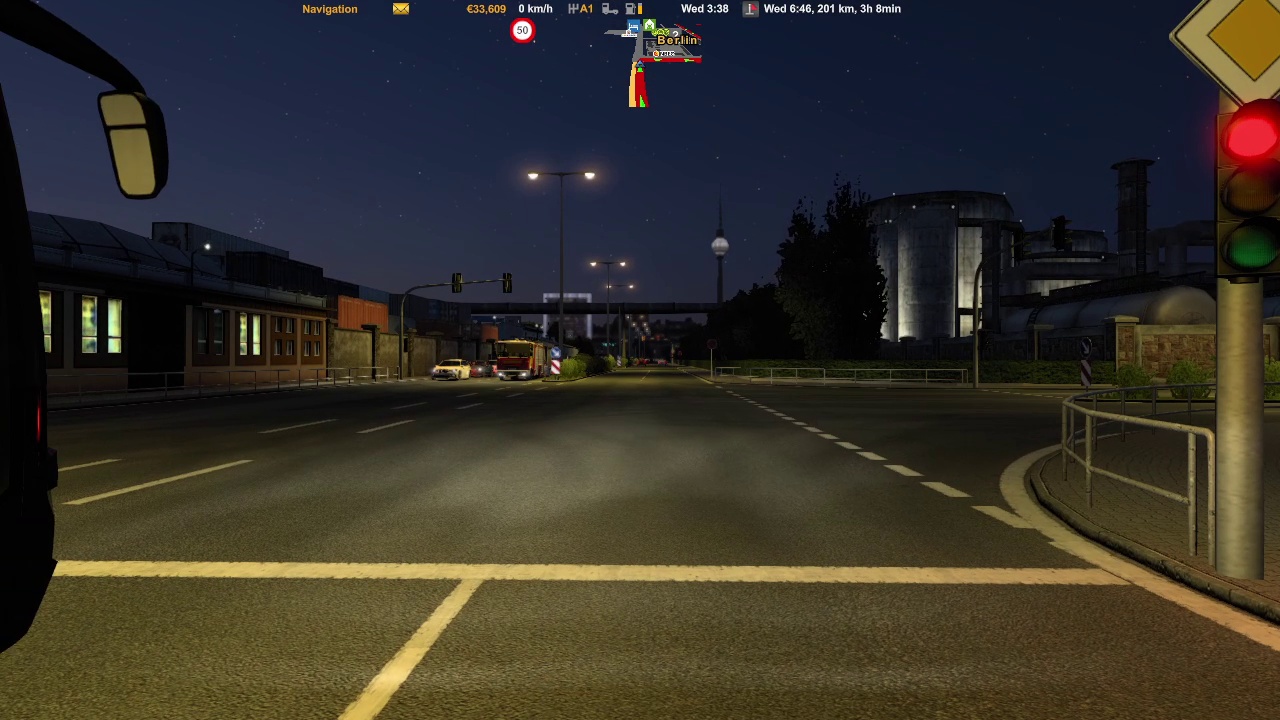 Navigation
€33,609
0 km/h
A1
Wed 3:38
Wed 6:46, 201 km, 3h 8min
50
?
Berlin